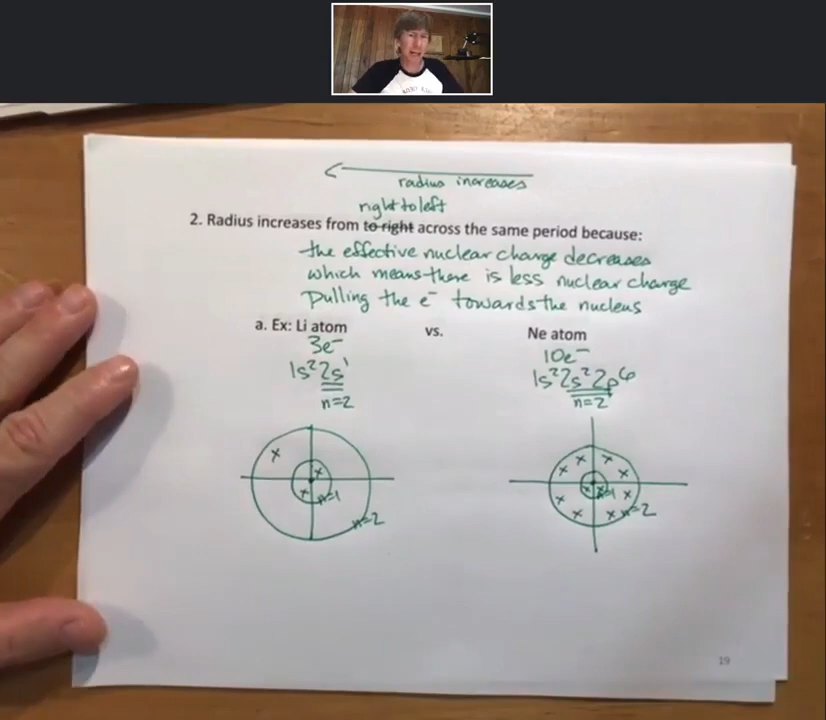 radius increases
right to left
2. Radius increases from to right across the same period because:
the effective nuclear charge decreases
which means there is less nuclear charge
pulling the e⁻ towards the nucleus
a. Ex: Li atom vs. Ne atom
3e⁻ 10e⁻
1s²2s¹ 1s²2s²2p⁶
n=2 n=2
n=1 n=1
n=2 n=2
19